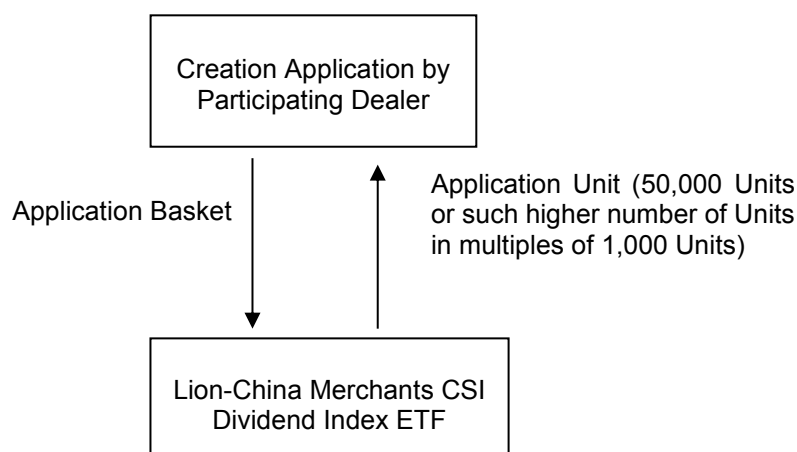 Creation Application by
Participating Dealer
Application Basket
Application Unit (50,000 Units
or such higher number of Units
in multiples of 1,000 Units)
Lion-China Merchants CSI
Dividend Index ETF